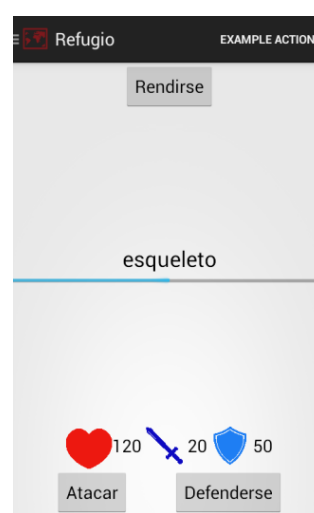 Refugio EXAMPLE ACTION
Rendirse
esqueleto
120 20 50
Atacar Defenderse